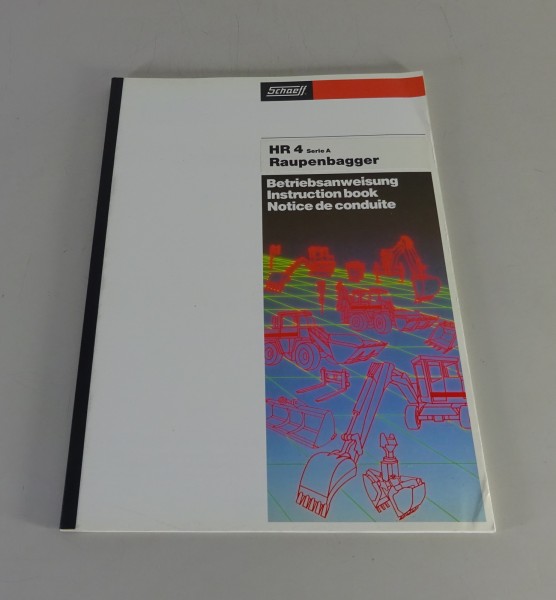 Schaeff
HR 4 Serie A
Raupenbagger
Betriebsanweisung
Instruction book
Notice de conduite